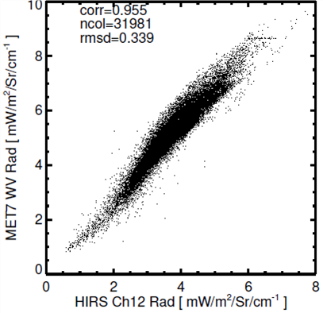 10
corr=0.955
ncol=31981
rmsd=0.339
8
6
4
2
0
MET7 WV Rad [ mW/m²/Sr/cm⁻¹ ]
0 2 4 6 8
HIRS Ch12 Rad [ mW/m²/Sr/cm⁻¹ ]